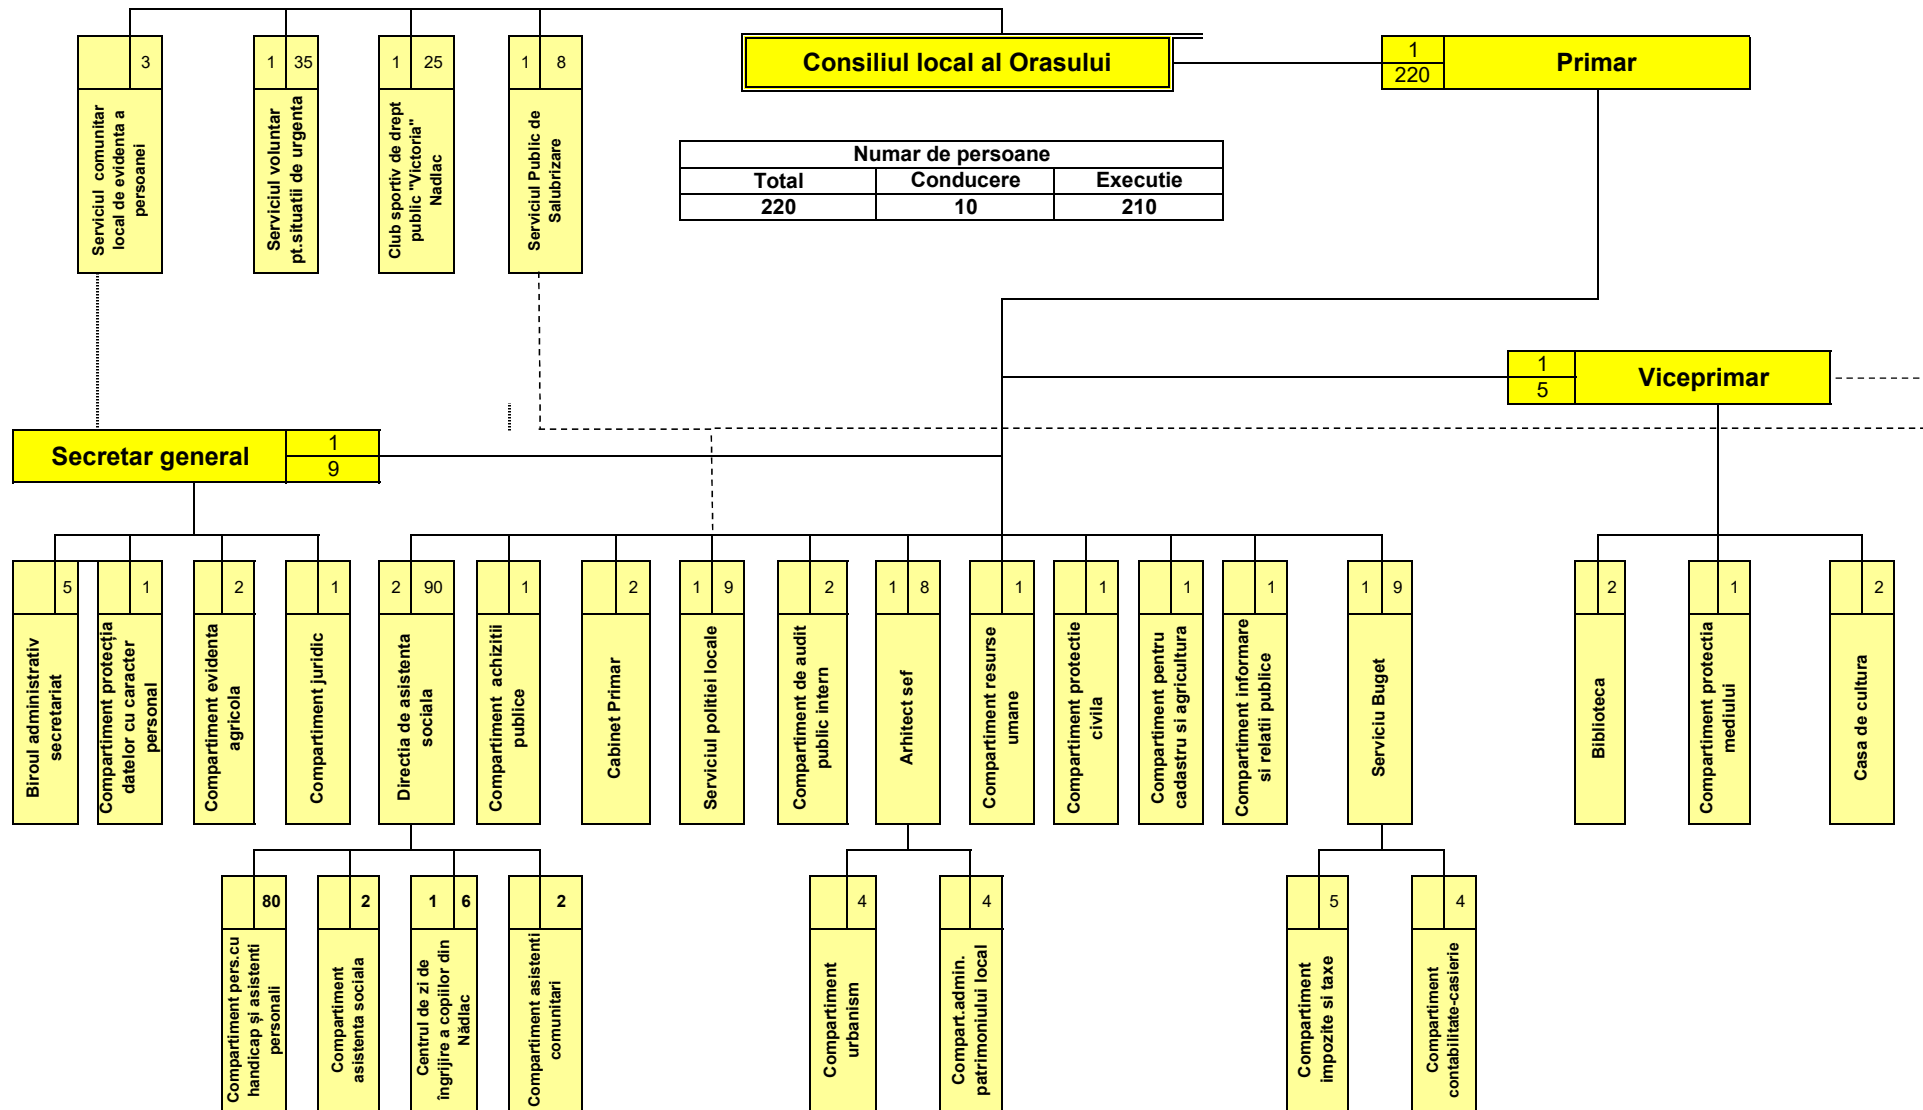 3
1 35
1 25
1 8
Serviciul comunitar
local de evidenta a
persoanei
Serviciul voluntar
pt.situatii de urgenta
Club sportiv de drept
public "Victoria"
Nadlac
Serviciul Public de
Salubrizare
Consiliul local al Orasului
1
220
Primar
Numar de persoane
Total Conducere Executie
220 10 210
1
5
Viceprimar
Secretar general
1
9
5
Biroul administrativ
secretariat
1
Compartiment protecția
datelor cu caracter
personal
2
Compartiment evidenta
agricola
1
Compartiment juridic
2 90
Directia de asistenta
sociala
1
Compartiment achizitii
publice
2
Cabinet Primar
1 9
Serviciul politiei locale
2
Compartiment de audit
public intern
1 8
Arhitect sef
1
Compartiment resurse
umane
1
Compartiment protectie
civila
1
Compartiment pentru
cadastru si agricultura
1
Compartiment informare
si relatii publice
1 9
Serviciu Buget
2
Biblioteca
1
Compartiment protectia
mediului
2
Casa de cultura
80
Compartiment pers.cu
handicap și asistenti
personali
2
Compartiment
asistenta sociala
1 6
Centrul de zi de
îngrijire a copiilor din
Nădlac
2
Compartiment asistenti
comunitari
4
Compartiment
urbanism
4
Compart.admin.
patrimoniului local
5
Compartiment
impozite si taxe
4
Compartiment
contabilitate-casierie